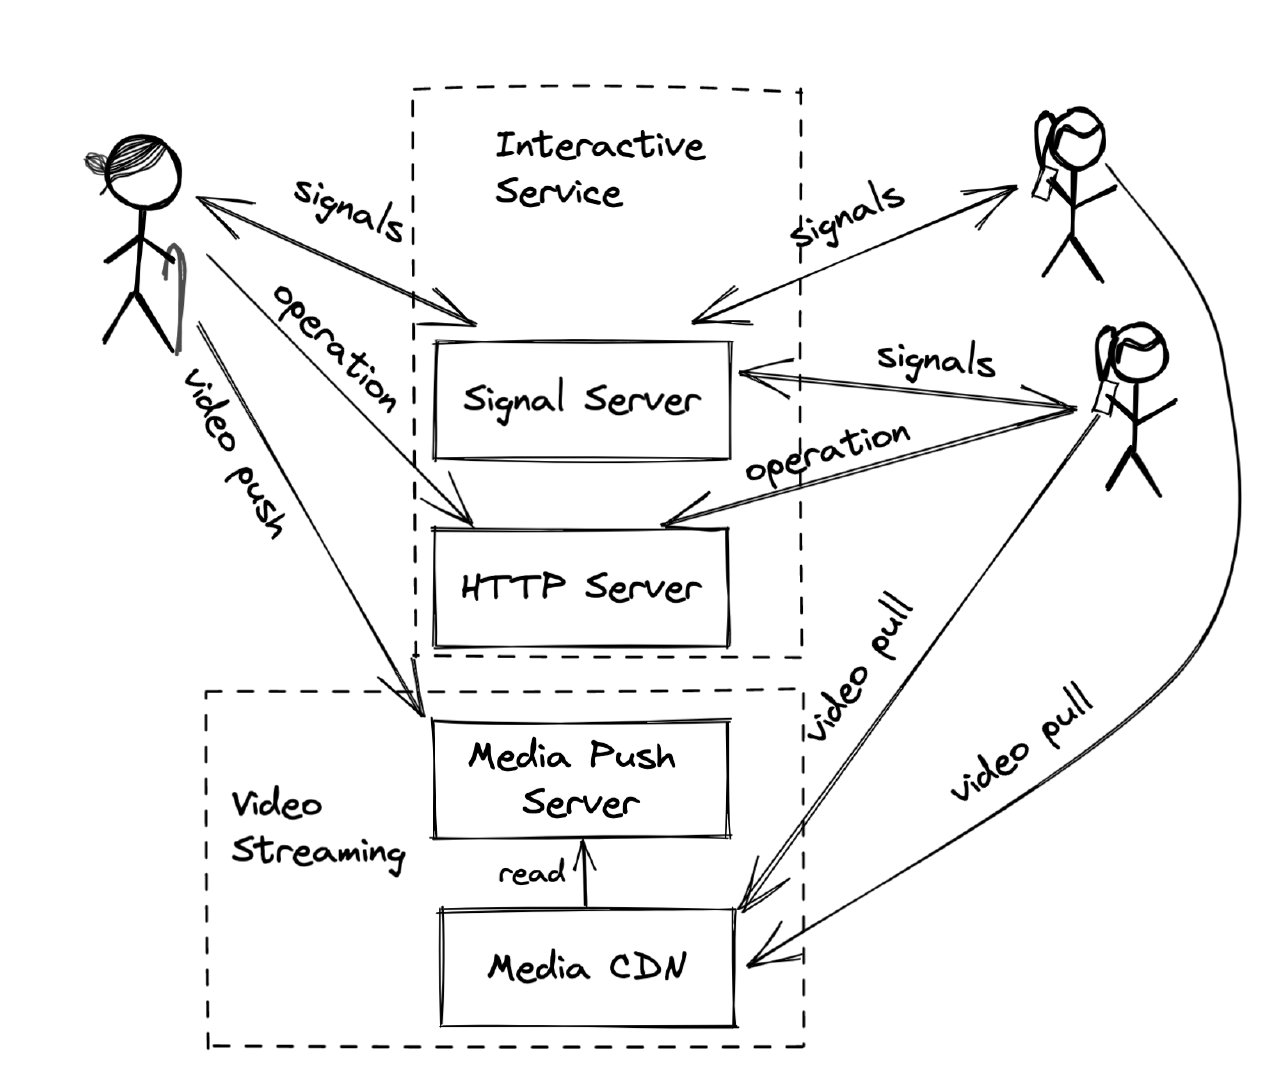 Interactive
Service
signals
signals
operation
signals
Signal Server
operation
video push
HTTP Server
video pull
video pull
Media Push
Server
Video
Streaming
read
Media CDN